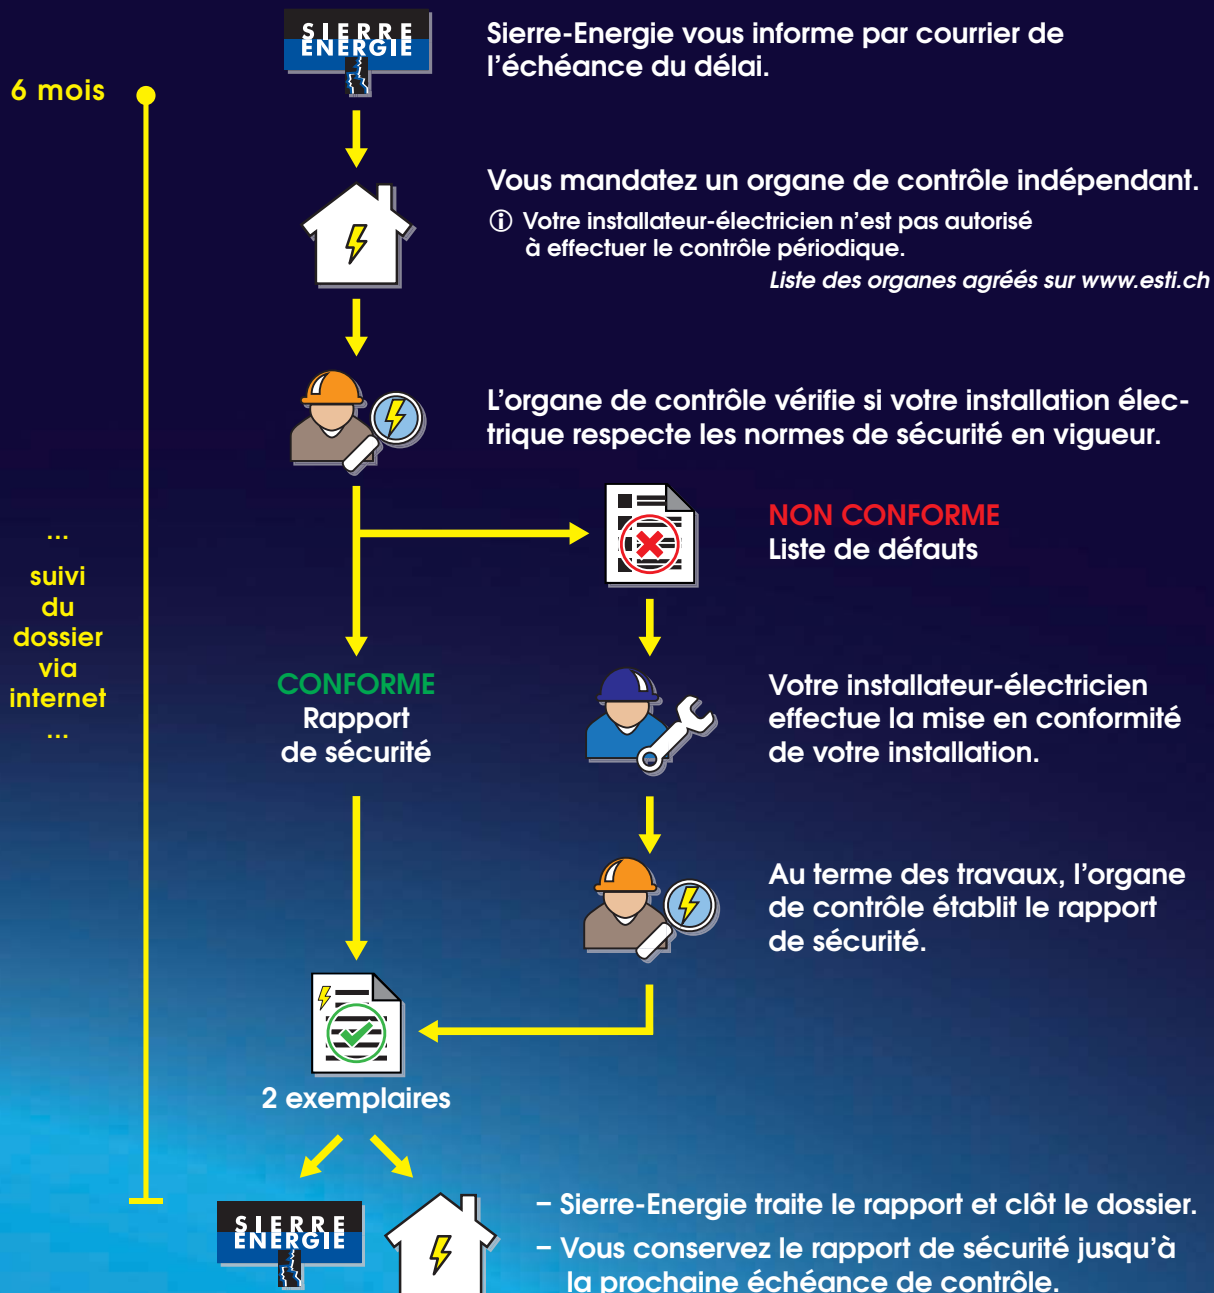 SIERRE
ENERGIE
Sierre-Energie vous informe par courrier de
l'échéance du délai.
6 mois
Vous mandatez un organe de contrôle indépendant.
ⓘ Votre installateur-électricien n'est pas autorisé
à effectuer le contrôle périodique.
Liste des organes agréés sur www.esti.ch
L'organe de contrôle vérifie si votre installation élec-
trique respecte les normes de sécurité en vigueur.
NON CONFORME
Liste de défauts
...
suivi
du
dossier
via
internet
...
CONFORME
Rapport
de sécurité
Votre installateur-électricien
effectue la mise en conformité
de votre installation.
Au terme des travaux, l'organe
de contrôle établit le rapport
de sécurité.
2 exemplaires
SIERRE
ENERGIE
– Sierre-Energie traite le rapport et clôt le dossier.
– Vous conservez le rapport de sécurité jusqu'à
la prochaine échéance de contrôle.